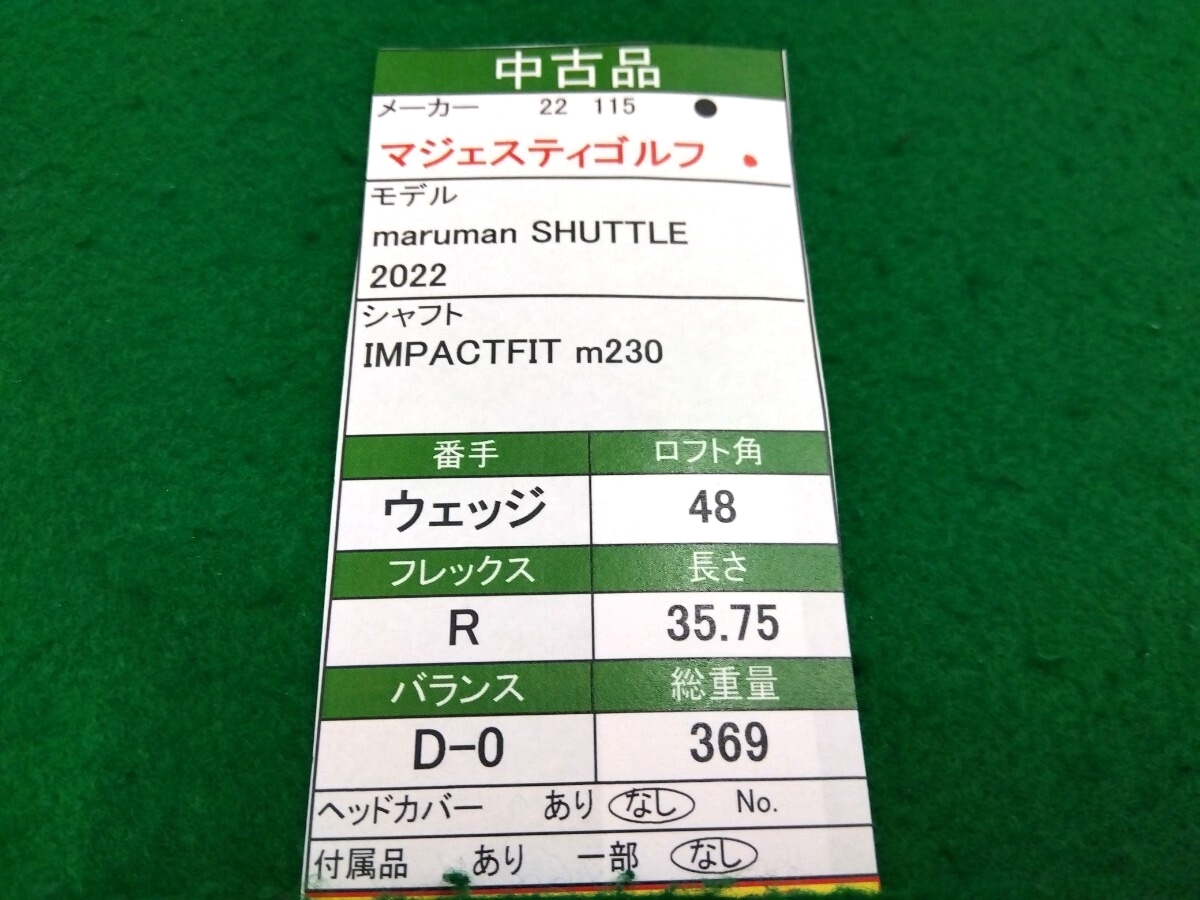 中古品
メーカー 22 115
マジェスティゴルフ
モデル
maruman SHUTTLE
2022
シャフト
IMPACTFIT m230
番手 ロフト角
ウェッジ 48
フレックス 長さ
R 35.75
バランス 総重量
D-0 369
ヘッドカバー あり なし No.
付属品 あり 一部 なし